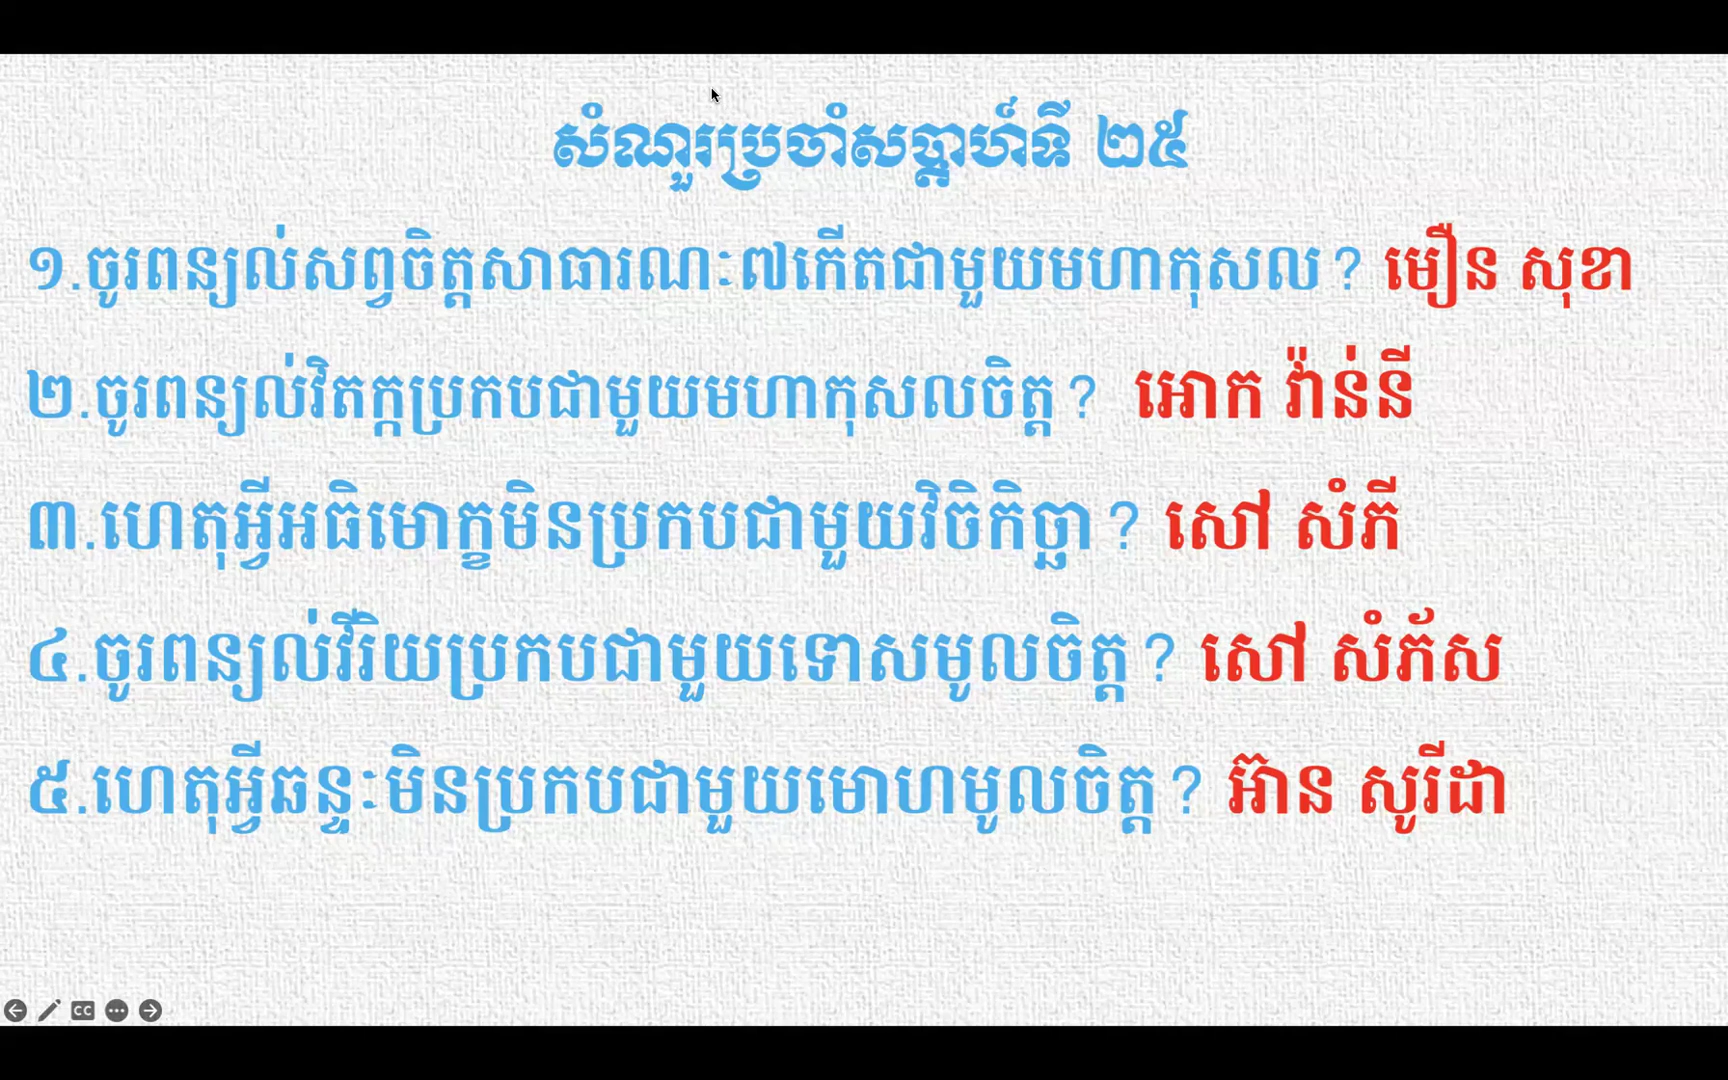 សំណួរប្រចាំសប្តាហ៍ទី ២៥
១.ចូរពន្យល់សព្វចិត្តសាធារណៈ៧កើតជាមួយមហាកុសល? មឿន សុខា
២.ចូរពន្យល់វិតក្កប្រកបជាមួយមហាកុសលចិត្ត? អោក វ៉ាន់នី
៣.ហេតុអ្វីអធិមោក្ខមិនប្រកបជាមួយវិចិកិច្ឆា? សៅ សំភី
៤.ចូរពន្យល់វីរិយប្រកបជាមួយទោសមូលចិត្ត? សៅ សំភ័ស
៥.ហេតុអ្វីឆន្ទៈមិនប្រកបជាមួយមោហមូលចិត្ត? អ៊ាន សូរីដា
CC